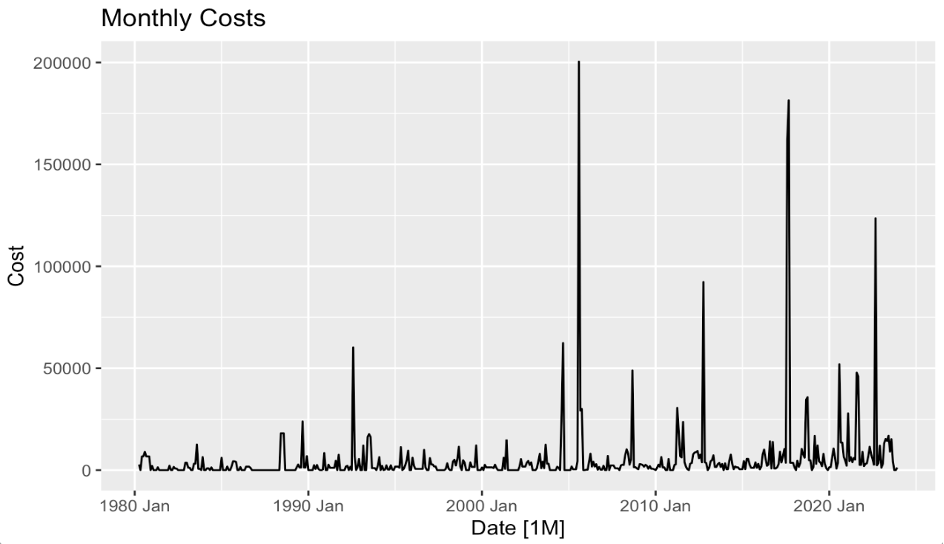 Monthly Costs
200000
150000
100000
50000
0
Cost
1980 Jan
1990 Jan
2000 Jan
2010 Jan
2020 Jan
Date [1M]